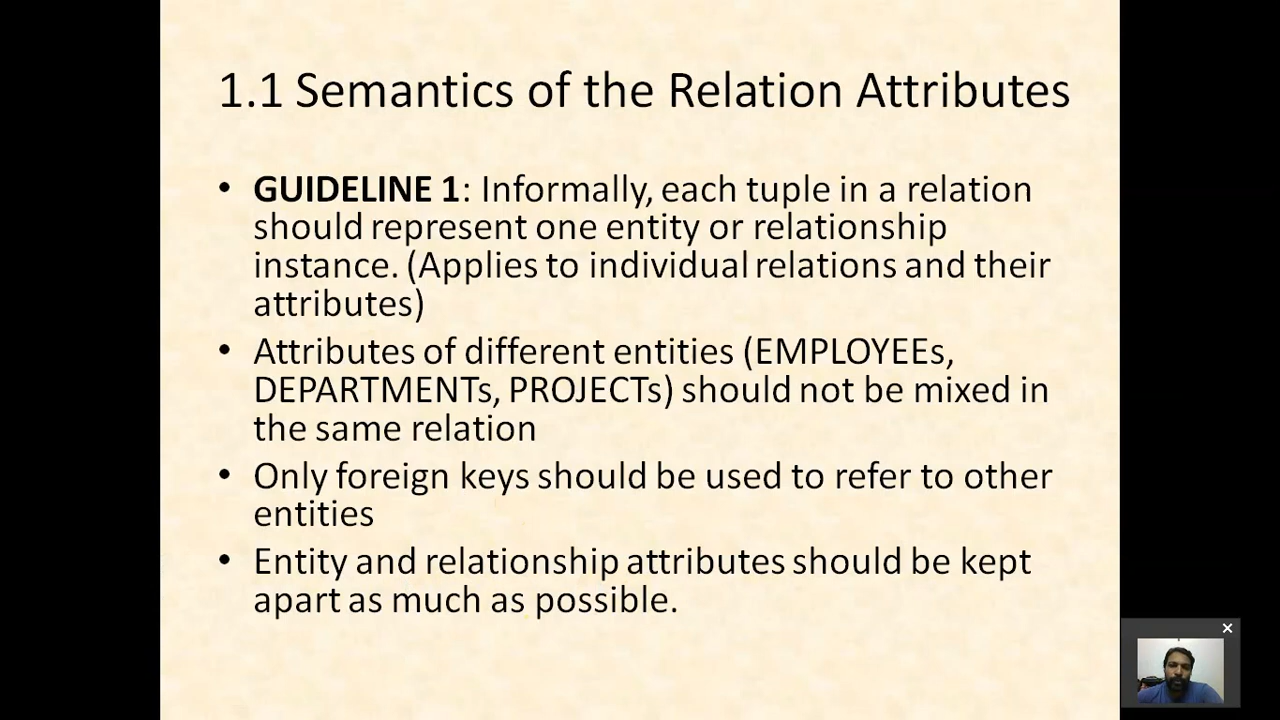 1.1 Semantics of the Relation Attributes
• GUIDELINE 1: Informally, each tuple in a relation
should represent one entity or relationship
instance. (Applies to individual relations and their
attributes)
• Attributes of different entities (EMPLOYEEs,
DEPARTMENTs, PROJECTs) should not be mixed in
the same relation
• Only foreign keys should be used to refer to other
entities
• Entity and relationship attributes should be kept
apart as much as possible.